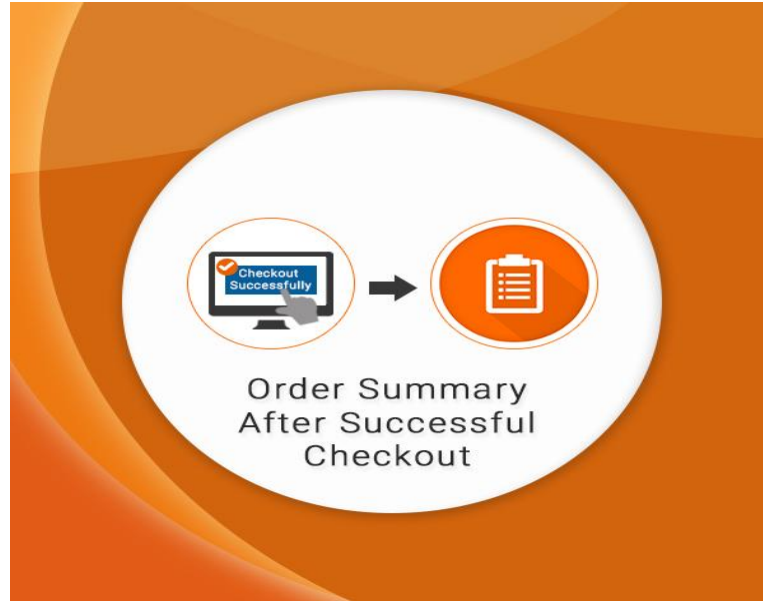 Checkout
Successfully
Order Summary
After Successful
Checkout